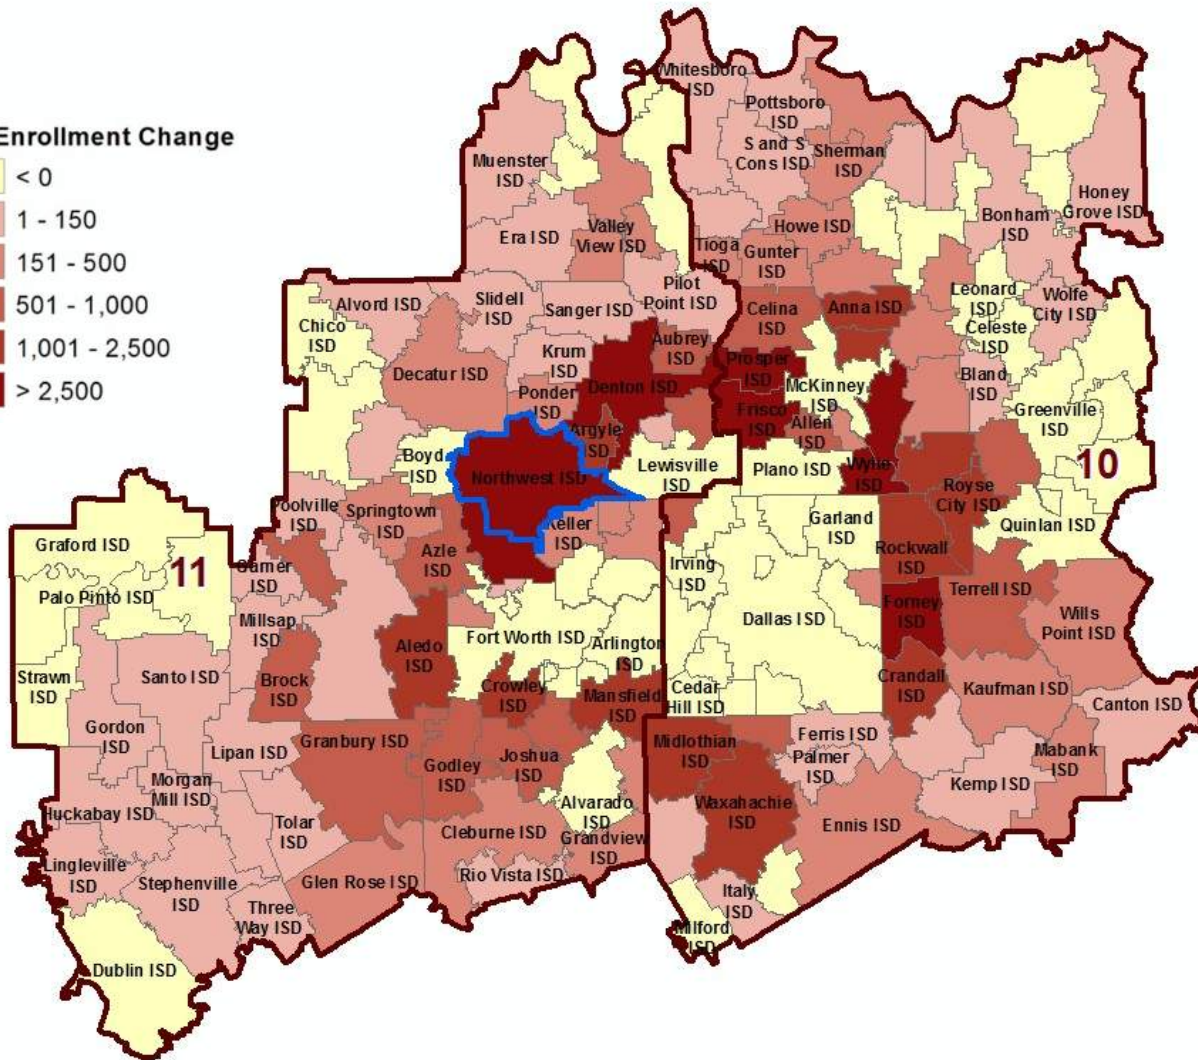 Enrollment Change
< 0
1 - 150
151 - 500
501 - 1,000
1,001 - 2,500
> 2,500
Whitesboro
ISD
Pottsboro
ISD
S and S
Cons ISD
Sherman
ISD
Muenster
ISD
Honey
Grove ISD
Bonham
ISD
Era ISD
Valley
View ISD
Howe ISD
Tioga
ISD
Gunter
ISD
Pilot
Point ISD
Alvord ISD
Slidell
ISD
Sanger ISD
Celina
ISD
Anna ISD
Leonard
ISD
Wolfe
City ISD
Chico
ISD
Celeste
ISD
Decatur ISD
Krum
ISD
Aubrey
ISD
Prosper
ISD
Bland
ISD
Ponder
ISD
Denton ISD
McKinney
ISD
Frisco
ISD
Allen
ISD
Greenville
ISD
Argyle
ISD
Boyd
ISD
Northwest ISD
Lewisville
ISD
Plano ISD
Wylie
ISD
10
Royse
City ISD
Poolville
ISD
Springtown
ISD
Keller
ISD
Garland
ISD
Quinlan ISD
Graford ISD
11
Azle
ISD
Irving
ISD
Rockwall
ISD
Garner
ISD
Palo Pinto ISD
Terrell ISD
Millsap
ISD
Forney
ISD
Wills
Point ISD
Dallas ISD
Aledo
ISD
Fort Worth ISD
Arlington
ISD
Strawn
ISD
Santo ISD
Brock
ISD
Crowley
ISD
Mansfield
ISD
Cedar
Hill ISD
Crandall
ISD
Kaufman ISD
Canton ISD
Gordon
ISD
Lipan ISD
Granbury ISD
Midlothian
ISD
Ferris ISD
Godley
ISD
Joshua
ISD
Palmer
ISD
Mabank
ISD
Morgan
Mill ISD
Kemp ISD
Huckabay ISD
Alvarado
ISD
Waxahachie
ISD
Tolar
ISD
Cleburne ISD
Ennis ISD
Grandview
ISD
Lingleville
ISD
Stephenville
ISD
Glen Rose ISD
Rio Vista ISD
Italy
ISD
Three
Way ISD
Milford
ISD
Dublin ISD